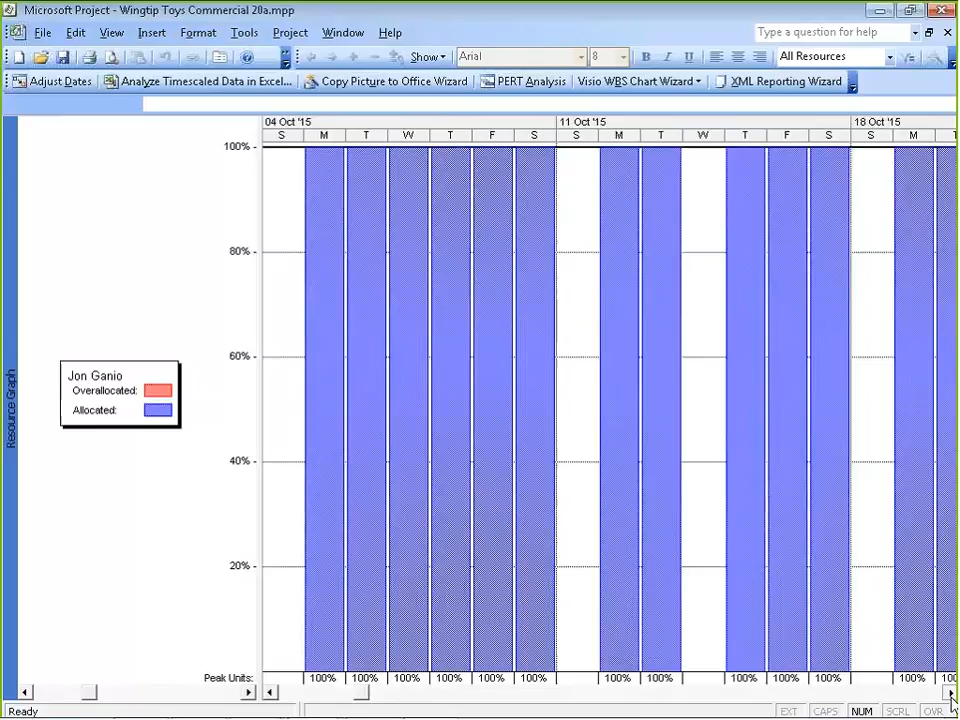 Microsoft Project - Wingtip Toys Commercial 20a.mpp
File Edit View Insert Format Tools Project Window Help Type a question for help
Show Arial 8 B I U All Resources
Adjust Dates Analyze Timescaled Data in Excel... Copy Picture to Office Wizard PERT Analysis Visio WBS Chart Wizard XML Reporting Wizard
04 Oct '15 11 Oct '15 18 Oct '15
S M T W T F S S M T W T F S S M T
100%
80%
60%
Jon Ganio
Overallocated:
Allocated:
Resource Graph
40%
20%
Peak Units: 100% 100% 100% 100% 100% 100% 100% 100% 100% 100% 100% 100% 100%
Ready EXT CAPS NUM SCRL OVR